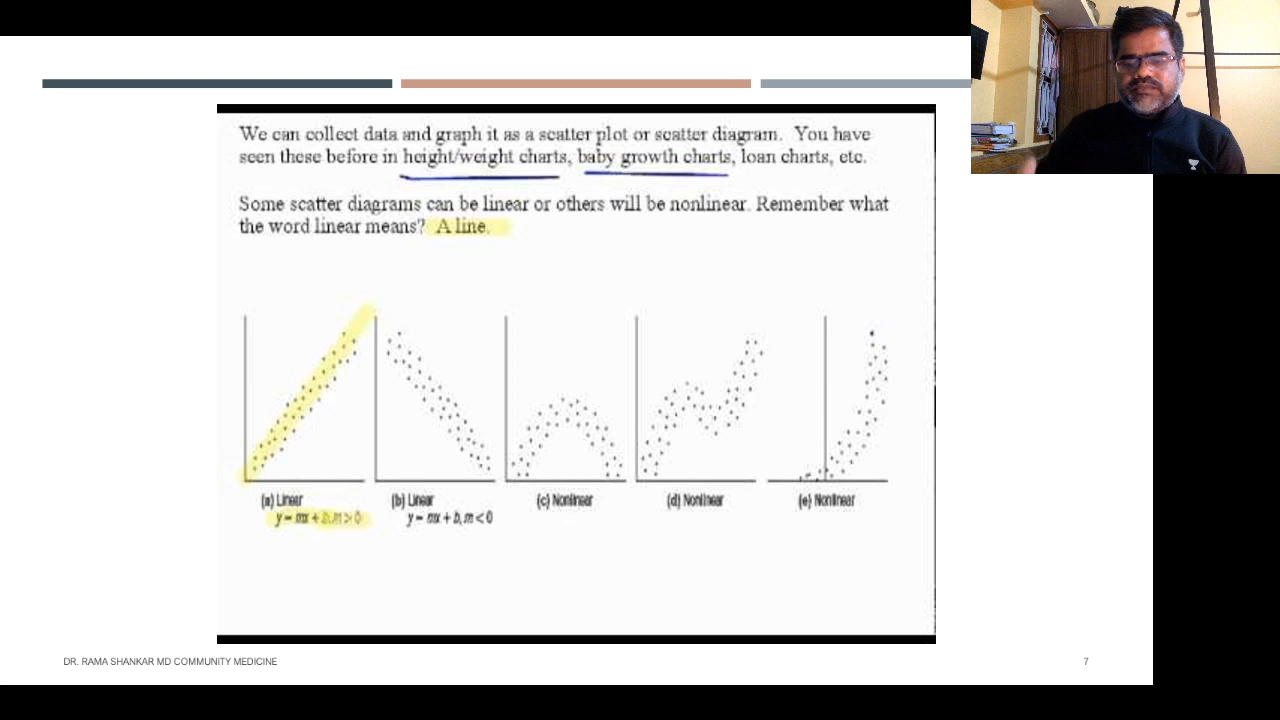 We can collect data and graph it as a scatter plot or scatter diagram. You have
seen these before in height/weight charts, baby growth charts, loan charts, etc.
Some scatter diagrams can be linear or others will be nonlinear. Remember what
the word linear means? A line.
(a) Linear
y = mx + b, m > 0
(b) Linear
y = mx + b, m < 0
(c) Nonlinear
(d) Nonlinear
(e) Nonlinear
DR. RAMA SHANKAR MD COMMUNITY MEDICINE
7